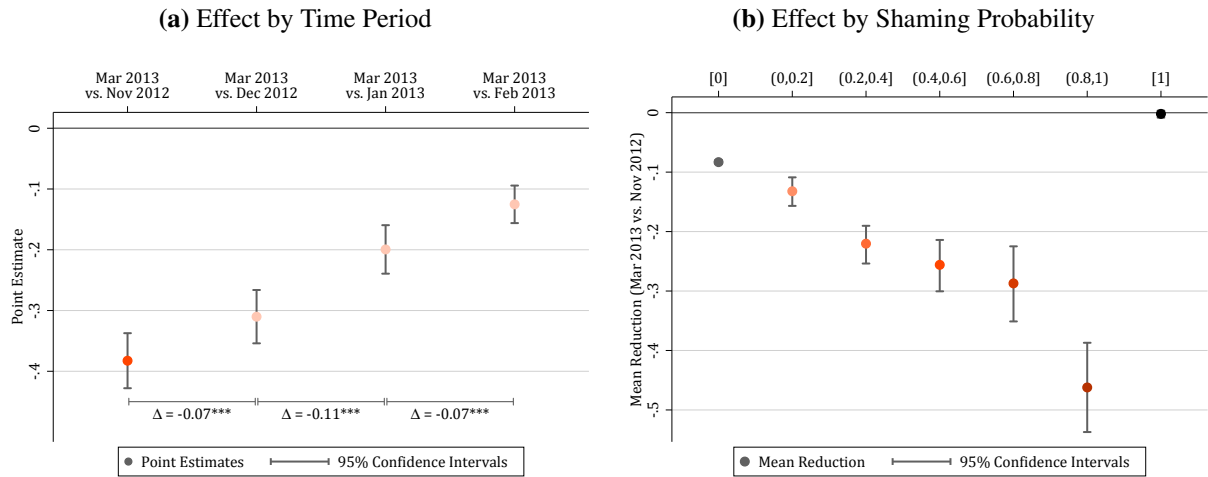 (a) Effect by Time Period
Mar 2013 vs. Nov 2012
Mar 2013 vs. Dec 2012
Mar 2013 vs. Jan 2013
Mar 2013 vs. Feb 2013
Point Estimate
0
-.1
-.2
-.3
-.4
Δ = -0.07***
Δ = -0.11***
Δ = -0.07***
Point Estimates
95% Confidence Intervals
(b) Effect by Shaming Probability
[0]
(0,0.2]
(0.2,0.4]
(0.4,0.6]
(0.6,0.8]
(0.8,1)
[1]
Mean Reduction (Mar 2013 vs. Nov 2012)
0
-.1
-.2
-.3
-.4
-.5
Mean Reduction
95% Confidence Intervals